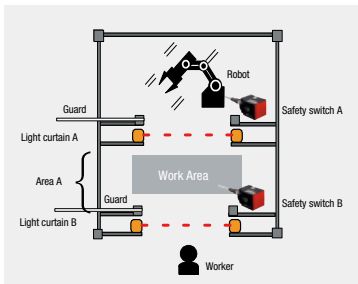 Robot
Guard
Safety switch A
Light curtain A
Work Area
Area A
Guard
Safety switch B
Light curtain B
Worker